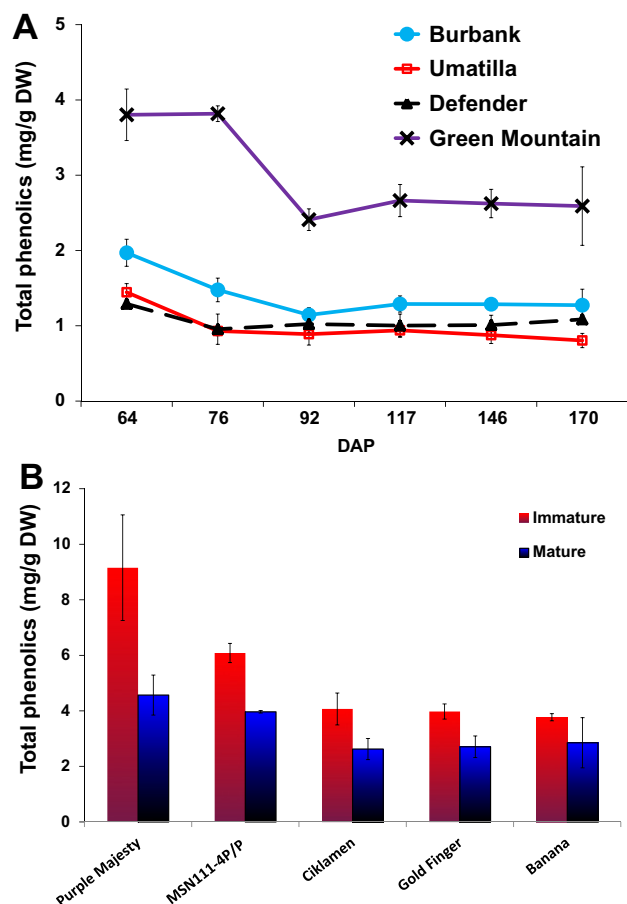 A
Total phenolics (mg/g DW)
5
4
3
2
1
0
Burbank
Umatilla
Defender
Green Mountain
64 76 92 117 146 170
DAP
B
Total phenolics (mg/g DW)
12
10
8
6
4
2
0
Immature
Mature
Purple Majesty
MSN111-4P/P
Ciklamen
Gold Finger
Banana